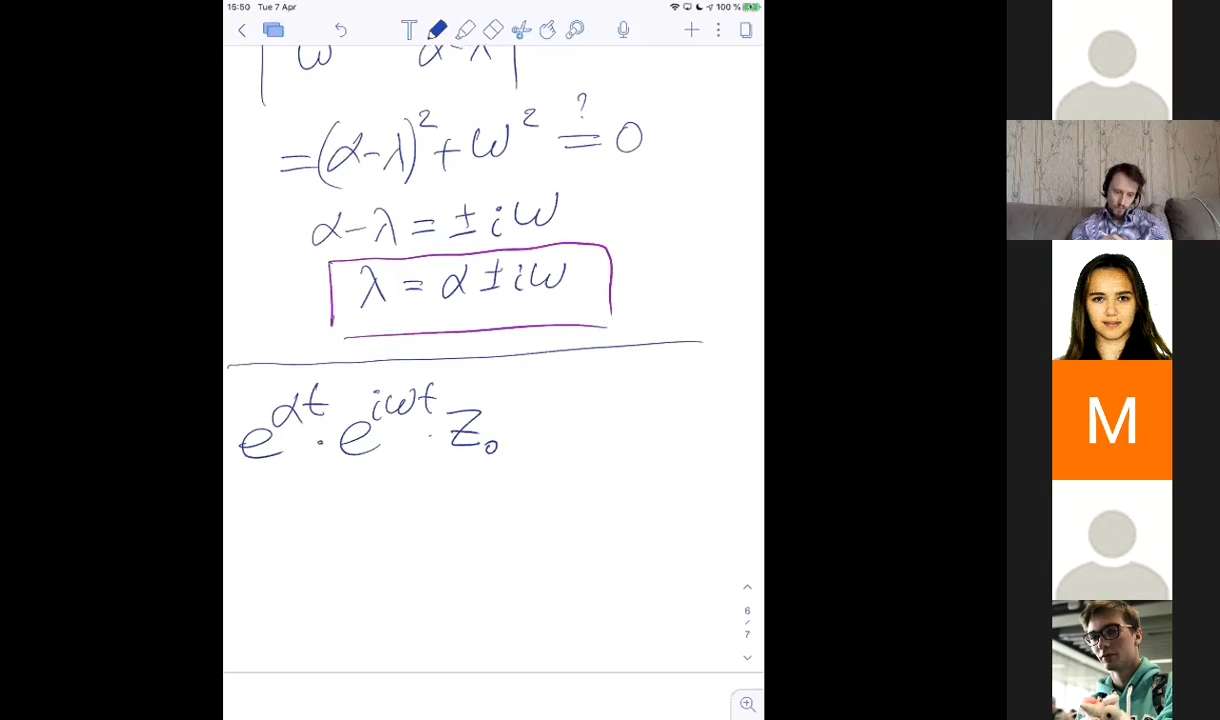 15:50 Tue 7 Apr 100 %
T
ω α-λ
=(α-λ)² + ω² ?= 0
α-λ = ± iω
λ = α ± iω
e^αt · e^iωt · z₀
6
/
7
M